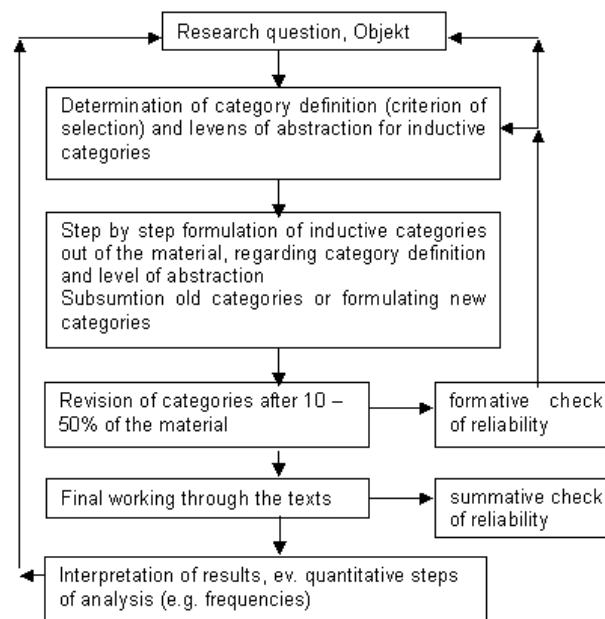 Research question, Objekt
Determination of category definition (criterion of
selection) and levens of abstraction for inductive
categories
Step by step formulation of inductive categories
out of the material, regarding category definition
and level of abstraction
Subsumtion old categories or formulating new
categories
Revision of categories after 10 –
50% of the material
formative check
of reliability
Final working through the texts
summative check
of reliability
Interpretation of results, ev. quantitative steps
of analysis (e.g. frequencies)